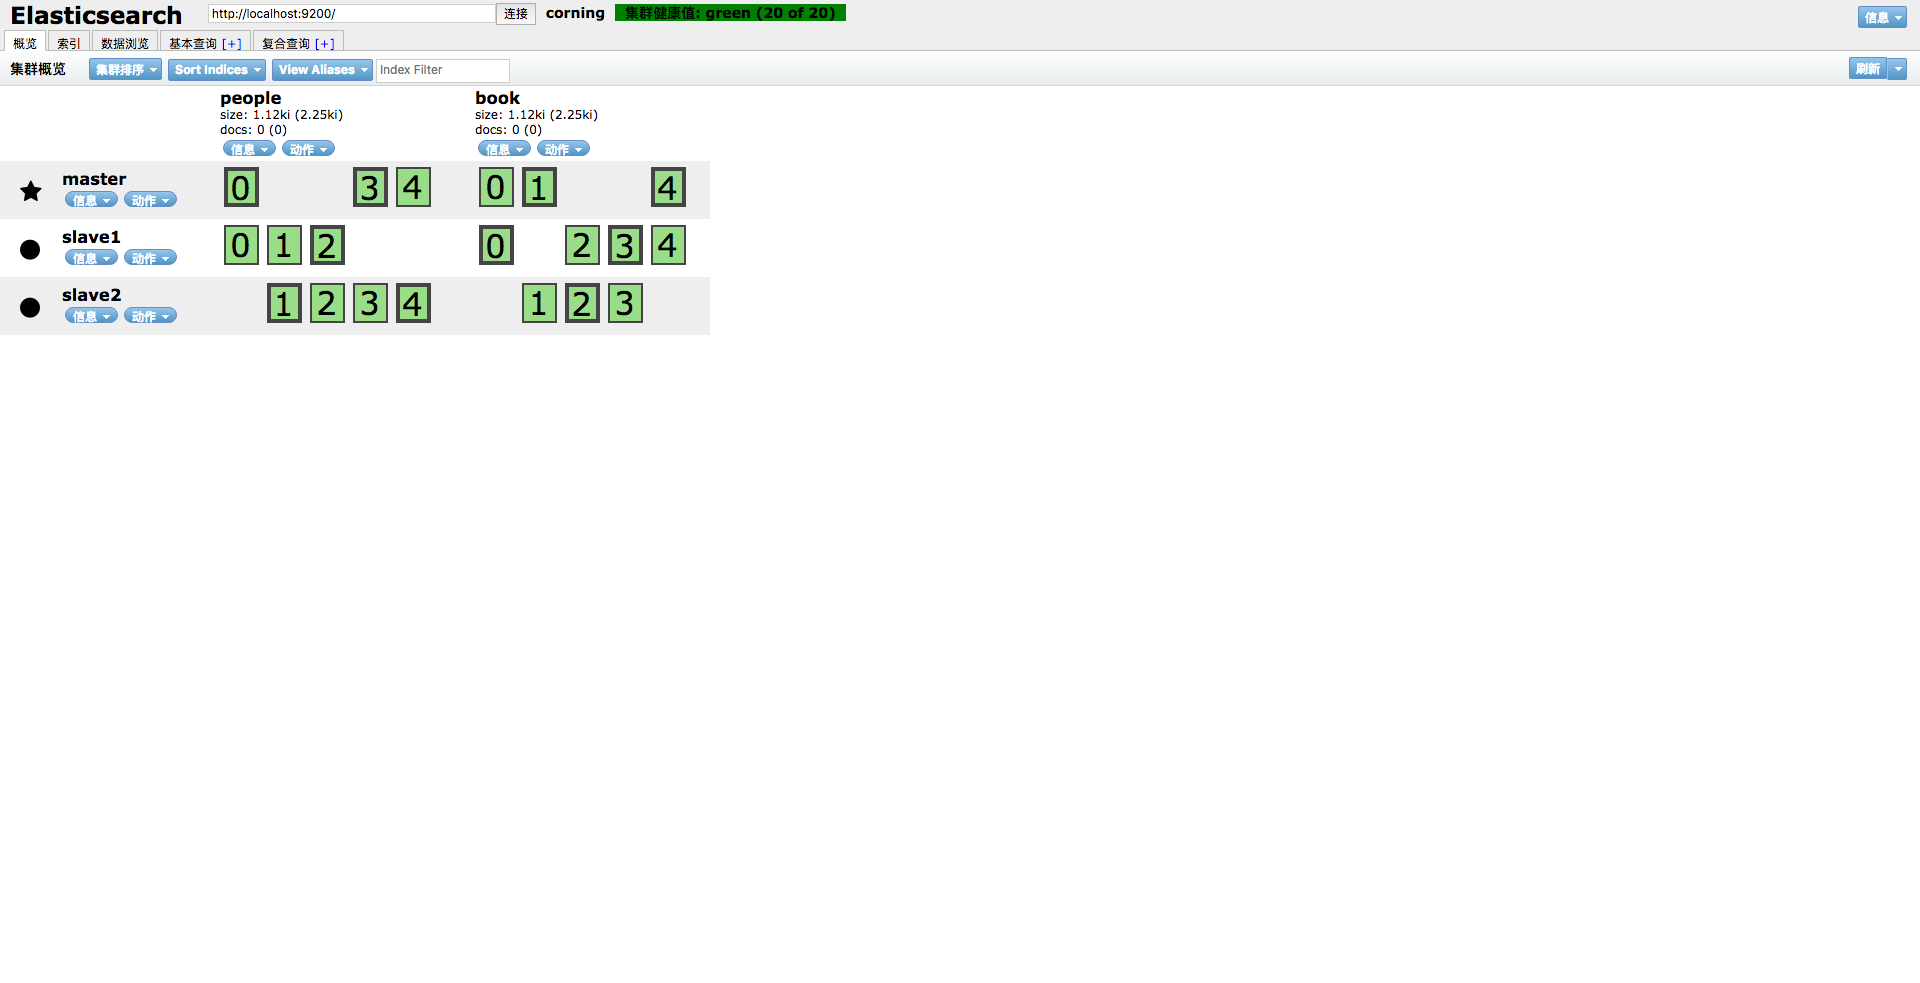 Elasticsearch http://localhost:9200/ 连接 corning 集群健康值: green (20 of 20) 信息
概览 索引 数据浏览 基本查询 [+] 复合查询 [+]
集群概览 集群排序 Sort Indices View Aliases Index Filter 刷新
people book
size: 1.12ki (2.25ki) size: 1.12ki (2.25ki)
docs: 0 (0) docs: 0 (0)
信息 动作 信息 动作
master 0 3 4 0 1 4
信息 动作
slave1 0 1 2 0 2 3 4
信息 动作
slave2 1 2 3 4 1 2 3
信息 动作